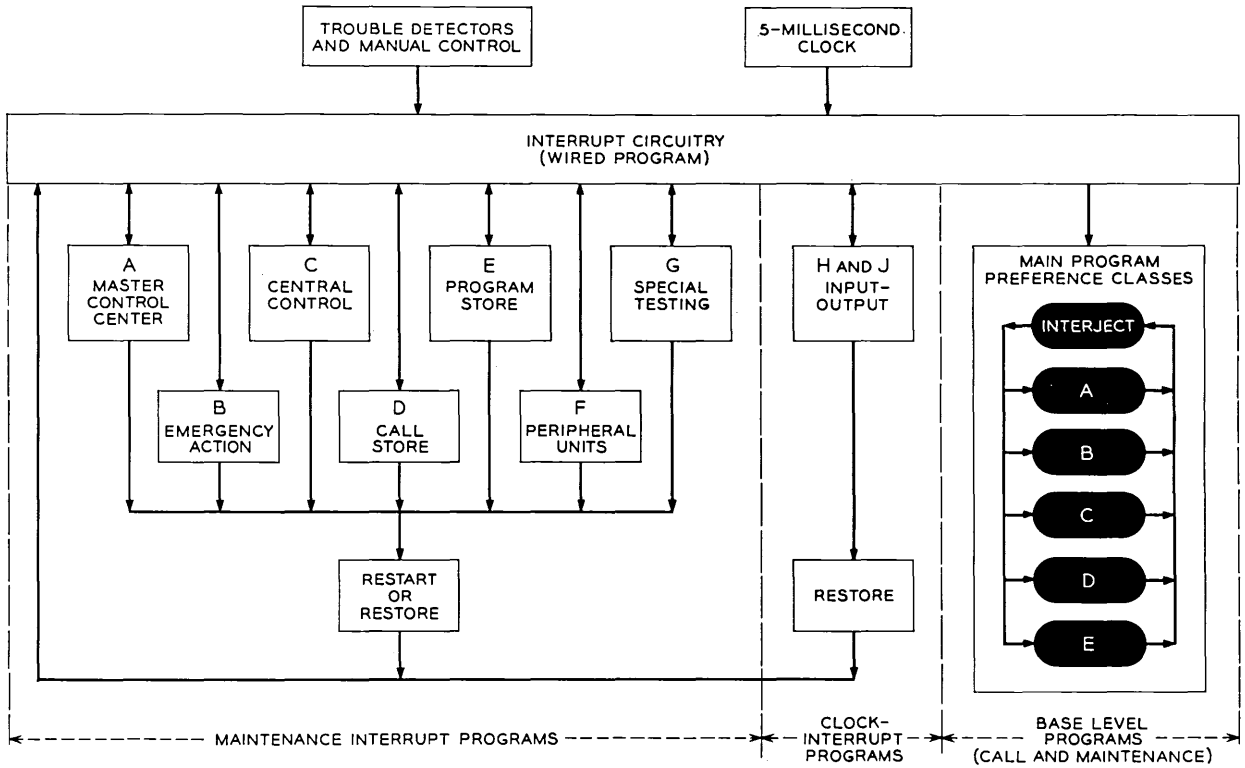 TROUBLE DETECTORS
AND MANUAL CONTROL
5-MILLISECOND
CLOCK
INTERRUPT CIRCUITRY
(WIRED PROGRAM)
A
MASTER
CONTROL
CENTER
C
CENTRAL
CONTROL
E
PROGRAM
STORE
G
SPECIAL
TESTING
H AND J
INPUT-
OUTPUT
MAIN PROGRAM
PREFERENCE CLASSES
INTERJECT
A
B
C
D
E
B
EMERGENCY
ACTION
D
CALL
STORE
F
PERIPHERAL
UNITS
RESTART
OR
RESTORE
RESTORE
MAINTENANCE INTERRUPT PROGRAMS
CLOCK-
INTERRUPT
PROGRAMS
BASE LEVEL
PROGRAMS
(CALL AND MAINTENANCE)